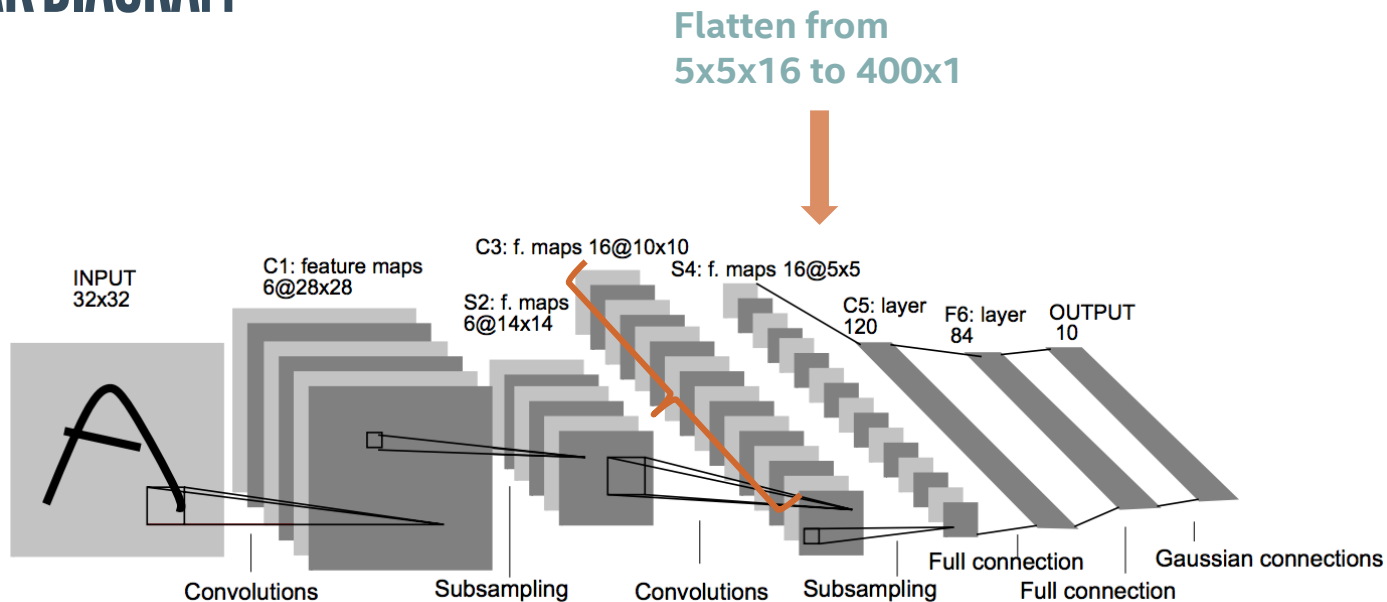 DIAGRAM
Flatten from
5x5x16 to 400x1
C3: f. maps 16@10x10
INPUT
32x32
C1: feature maps
6@28x28
S2: f. maps
6@14x14
S4: f. maps 16@5x5
C5: layer
120
F6: layer
84
OUTPUT
10
Convolutions
Subsampling
Convolutions
Subsampling
Full connection
Full connection
Gaussian connections